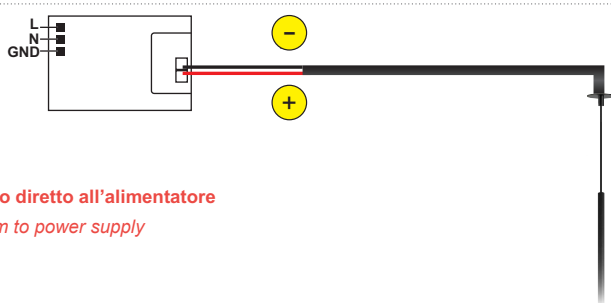 L
N
GND
−
+
o diretto all'alimentatore
to power supply